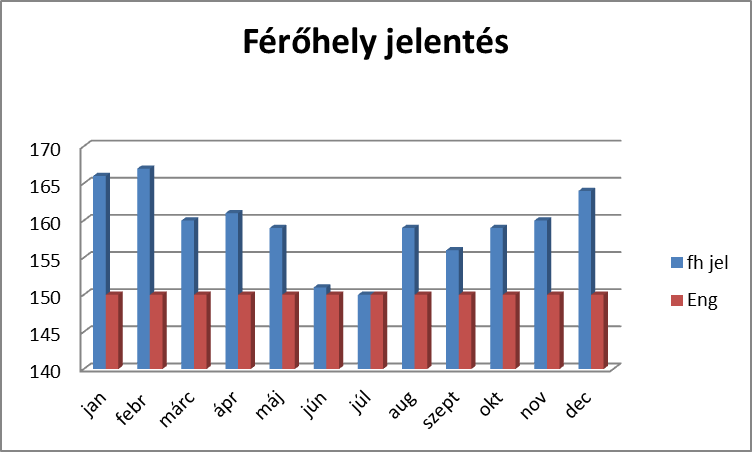 Férőhely jelentés
170
165
160
155
150
145
140
jan
febr
márc
ápr
máj
jún
júl
aug
szept
okt
nov
dec
fh jel
Eng